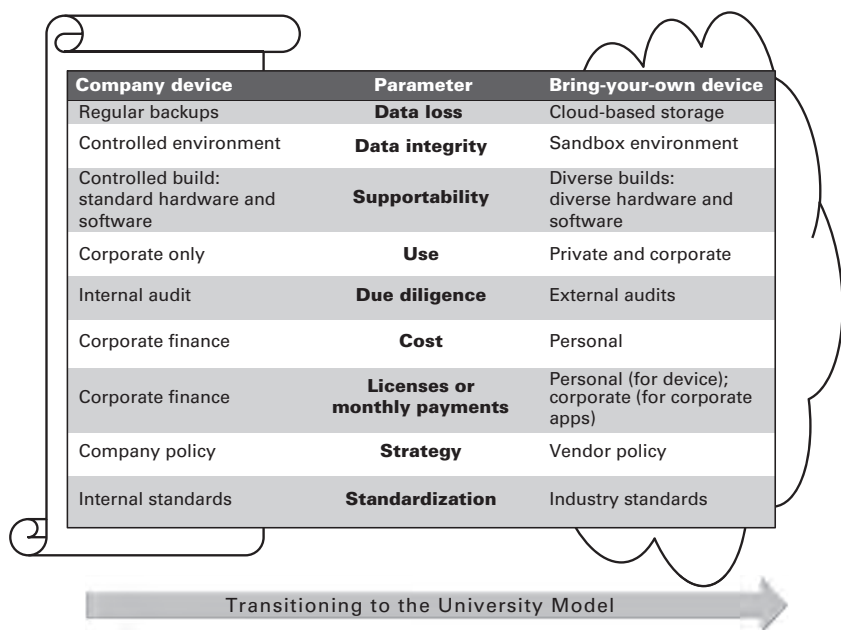 Company device Parameter Bring-your-own device
Regular backups Data loss Cloud-based storage
Controlled environment Data integrity Sandbox environment
Controlled build:
standard hardware and
software
Supportability
Diverse builds:
diverse hardware and
software
Corporate only Use Private and corporate
Internal audit Due diligence External audits
Corporate finance Cost Personal
Corporate finance
Licenses or
monthly payments
Personal (for device);
corporate (for corporate
apps)
Company policy Strategy Vendor policy
Internal standards Standardization Industry standards
Transitioning to the University Model